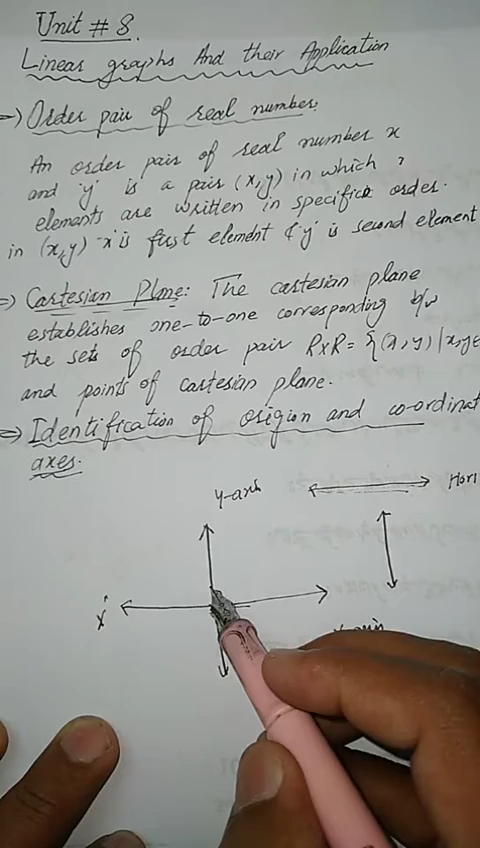 Unit # 8.
Linear graphs And their Application
=> Order pair of real number:
An order pair of real number x
and 'y' is a pair (x,y) in which
elements are written in specific order.
in (x,y) 'x' is first element & 'y' is second element
=> Cartesian Plane: The cartesian plane
establishes one-to-one corresponding b/w
the sets of order pair RxR = {(x,y) | x,y ∈
and points of cartesian plane.
=> Identification of origion and co-ordinat
axes.
Y-axis
Hori
X'